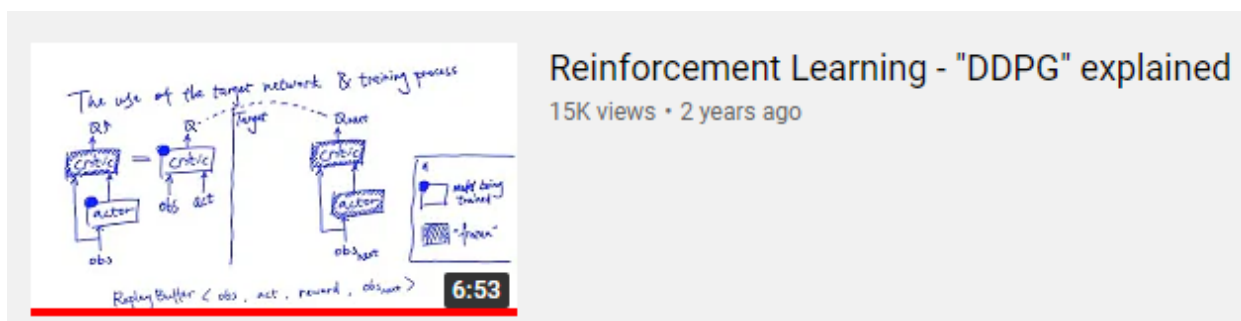 Reinforcement Learning - "DDPG" explained
15K views • 2 years ago
The use of the target network & training process
Q↑ Q Target Qnext
critic = critic critic
actor obs act actor
being trained
"frozen"
obs obsnext
Replay Buffer < obs, act, reward, obsnext >
6:53